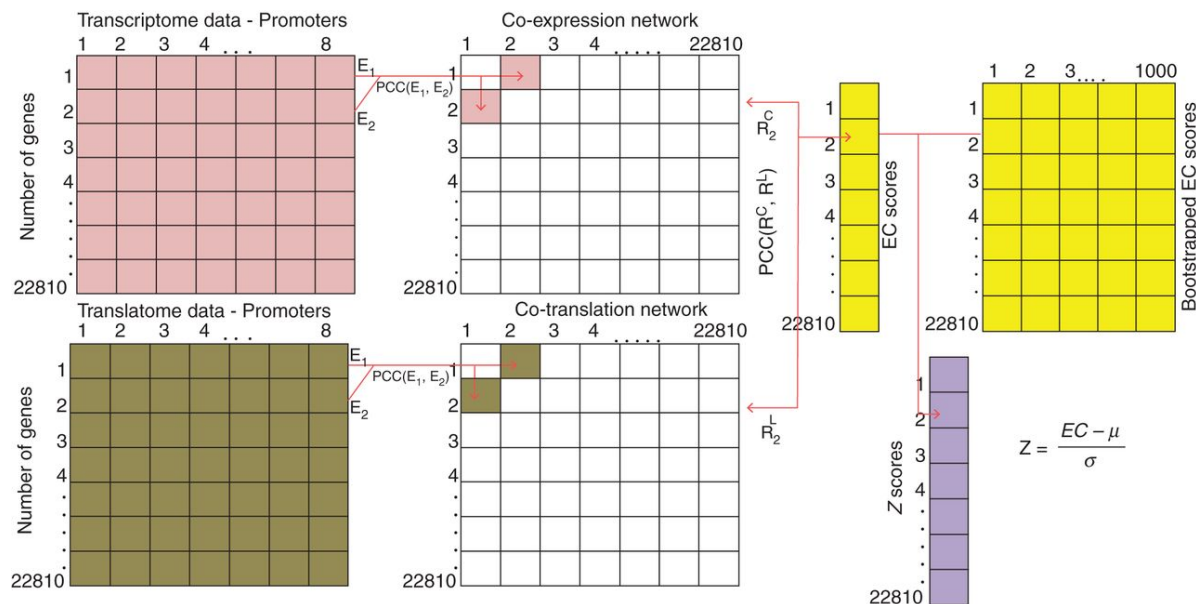 Transcriptome data - Promoters
1 2 3 4 ... 8
Number of genes
1
2
3
4
.
.
.
22810
E1
E2
PCC(E1, E2)
Co-expression network
1 2 3 4 ..... 22810
1
2
3
4
.
.
.
22810
Translatome data - Promoters
1 2 3 4 ... 8
Number of genes
1
2
3
4
.
.
.
22810
E1
E2
PCC(E1, E2)
Co-translation network
1 2 3 4 ..... 22810
1
2
3
4
.
.
.
22810
R2C
R2L
PCC(RC, RL)
1
2
3
4
.
.
.
22810
EC scores
1 2 3.... 1000
1
2
3
4
.
.
.
22810
Bootstrapped EC scores
1
2
3
4
.
.
.
22810
Z scores
Z = EC – μ / σ